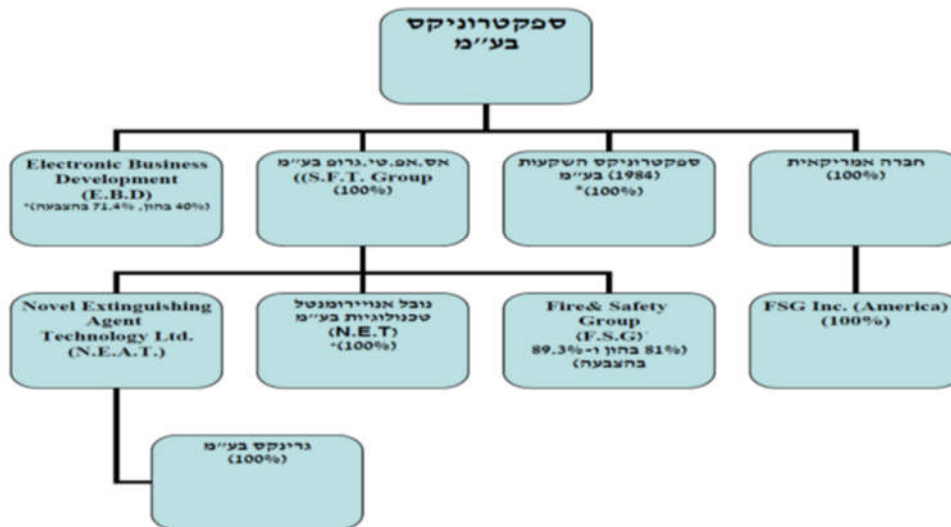 ספקטרוניקס
בע"מ
Electronic Business
Development
(E.B.D)
*(40% בהון, 71.4% בהצבעה)
אס.אפ.טי.גרופ בע"מ
((S.F.T. Group
(100%)
ספקטרוניקס השקעות
(1984) בע"מ
*(100%)
חברה אמריקאית
(100%)
Novel Extinguishing
Agent
Technology Ltd.
(N.E.A.T.)
נובל אנויירומנטל
טכנולוגיות בע"מ
(N.E.T)
*(100%)
Fire& Safety
Group
(F.S.G)
(81% בהון ו-89.3%
בהצבעה)
FSG Inc. (America)
(100%)
גרינקס בע"מ
(100%)